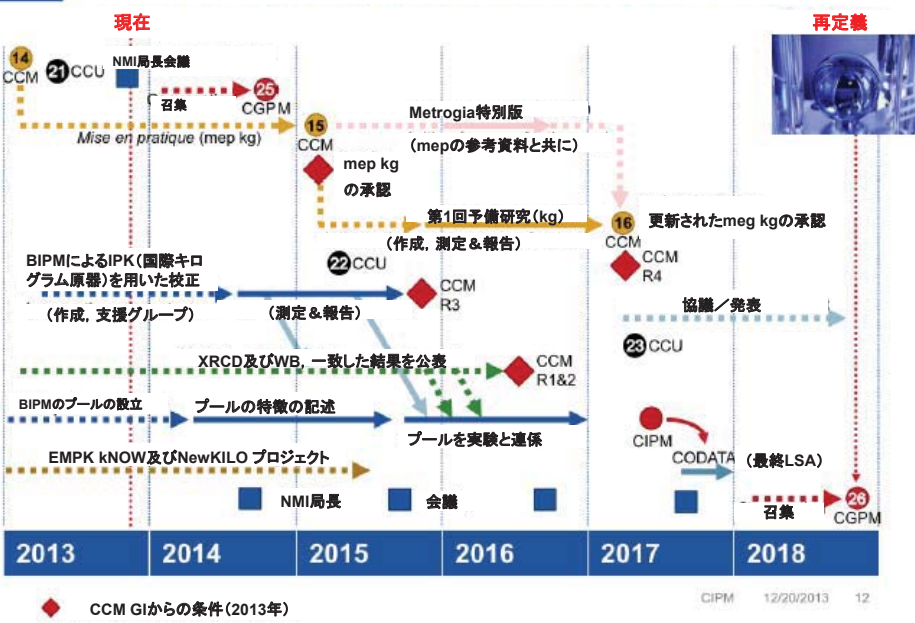 現在
再定義
14
CCM
21 CCU
NMI局長会議
25
CGPM
召集
Mise en pratique (mep kg)
15
CCM
Metrogia特別版
(mepの参考資料と共に)
mep kg
の承認
第1回予備研究(kg)
(作成, 測定&報告)
16
CCM
更新されたmeg kgの承認
CCM
R4
BIPMによるIPK(国際キロ
グラム原器)を用いた校正
(作成, 支援グループ)
22 CCU
(測定&報告)
CCM
R3
協議/発表
23 CCU
XRCD及びWB, 一致した結果を公表
CCM
R1&2
BIPMのプールの設立
プールの特徴の記述
プールを実験と連係
CIPM
CODATA
(最終LSA)
EMPK kNOW及びNewKILO プロジェクト
NMI局長
会議
召集
26
CGPM
2013
2014
2015
2016
2017
2018
CCM GIからの条件(2013年)
CIPM 12/20/2013 12